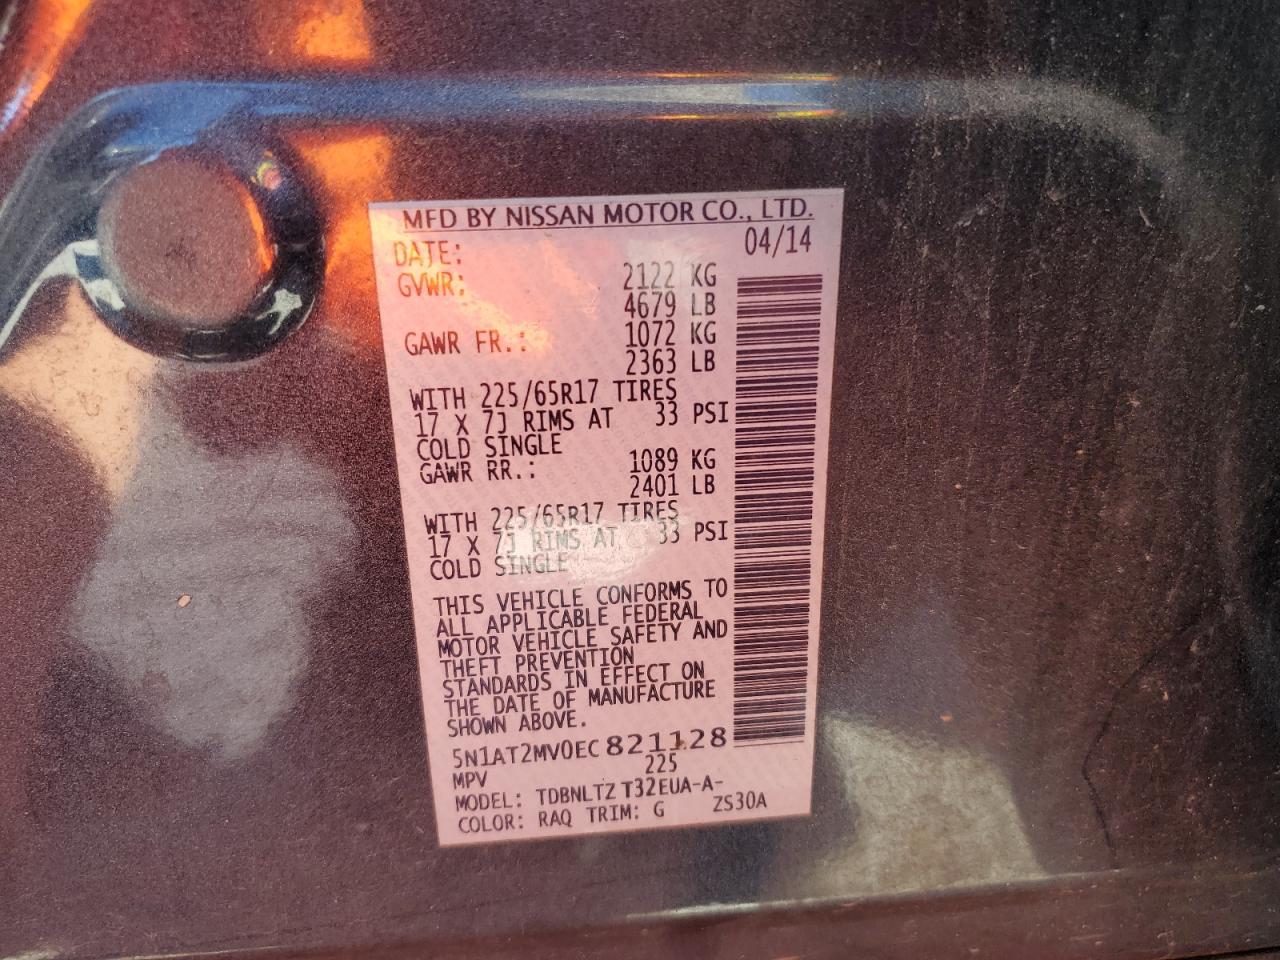 MFD BY NISSAN MOTOR CO., LTD.
DATE: 04/14
GVWR: 2122 KG
4679 LB
GAWR FR.: 1072 KG
2363 LB
WITH 225/65R17 TIRES
17 X 7J RIMS AT 33 PSI
COLD SINGLE
GAWR RR.: 1089 KG
2401 LB
WITH 225/65R17 TIRES
17 X 7J RIMS AT 33 PSI
COLD SINGLE
THIS VEHICLE CONFORMS TO
ALL APPLICABLE FEDERAL
MOTOR VEHICLE SAFETY AND
THEFT PREVENTION
STANDARDS IN EFFECT ON
THE DATE OF MANUFACTURE
SHOWN ABOVE.
5N1AT2MV0EC821128
MPV 225
MODEL: TDBNLTZ T32EUA-A-
COLOR: RAQ TRIM: G ZS30A